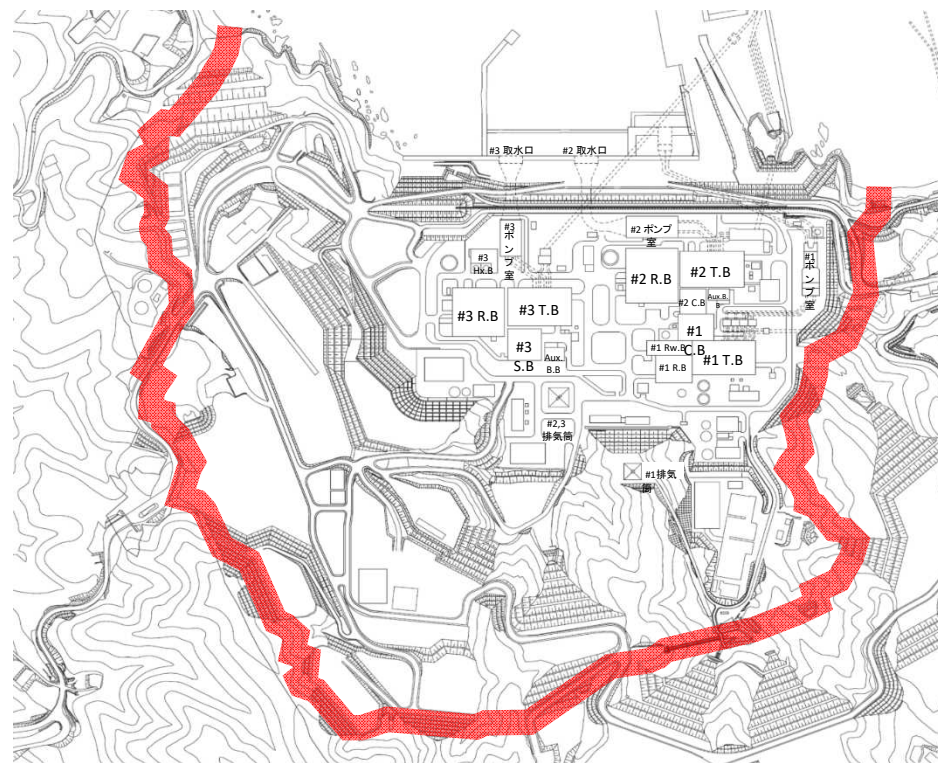 #3 取水口
#2 取水口
#3
ポンプ
室
#2 ポンプ
室
#1
ポンプ
室
#3
Hx.B
#2 R.B
#2 T.B
#2 C.B
Aux.B.
B
#3 R.B
#3 T.B
#3
S.B
Aux.
B.B
#1
C.B
#1 Rw.B
#1 R.B
#1 T.B
#2,3
排気筒
#1排気
筒